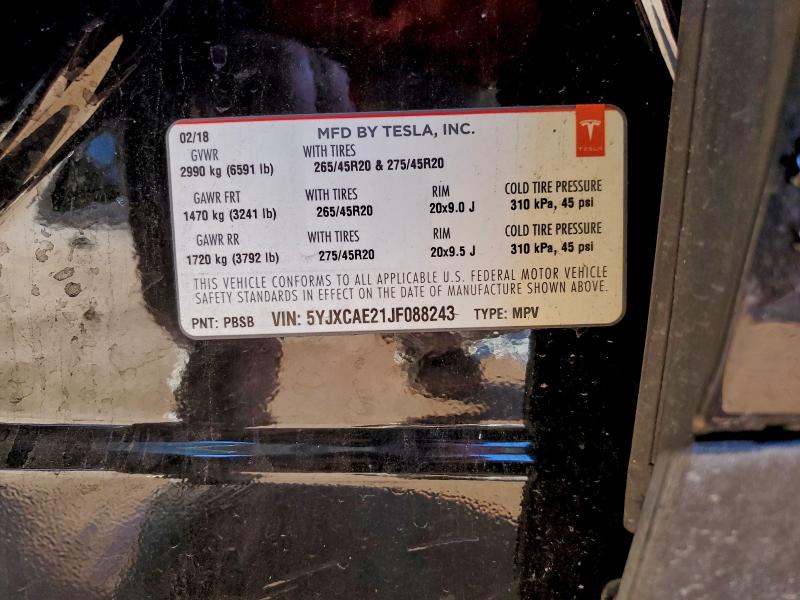 02/18 MFD BY TESLA, INC.
TESLA
GVWR WITH TIRES
2990 kg (6591 lb) 265/45R20 & 275/45R20
GAWR FRT WITH TIRES RIM COLD TIRE PRESSURE
1470 kg (3241 lb) 265/45R20 20x9.0 J 310 kPa, 45 psi
GAWR RR WITH TIRES RIM COLD TIRE PRESSURE
1720 kg (3792 lb) 275/45R20 20x9.5 J 310 kPa, 45 psi
THIS VEHICLE CONFORMS TO ALL APPLICABLE U.S. FEDERAL MOTOR VEHICLE
SAFETY STANDARDS IN EFFECT ON THE DATE OF MANUFACTURE SHOWN ABOVE.
PNT: PBSB VIN: 5YJXCAE21JF088243 TYPE: MPV